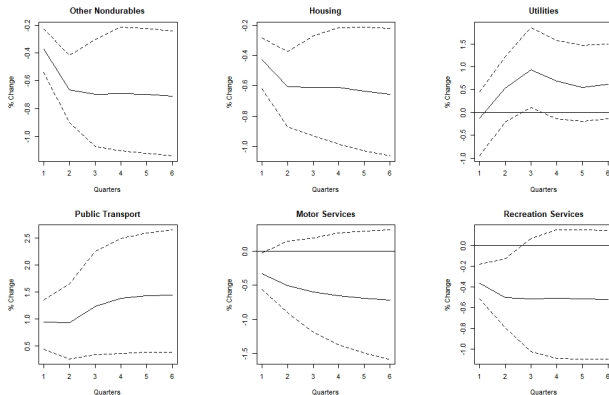 Other Nondurables
% Change
-0.2
-0.4
-0.6
-0.8
-1.0
1 2 3 4 5 6
Quarters
Housing
% Change
-0.2
-0.4
-0.6
-0.8
-1.0
1 2 3 4 5 6
Quarters
Utilities
% Change
1.5
1.0
0.5
0.0
-0.5
-1.0
1 2 3 4 5 6
Quarters
Public Transport
% Change
2.5
2.0
1.5
1.0
0.5
1 2 3 4 5 6
Quarters
Motor Services
% Change
0.0
-0.5
-1.0
-1.5
1 2 3 4 5 6
Quarters
Recreation Services
% Change
0.0
-0.2
-0.4
-0.6
-0.8
-1.0
1 2 3 4 5 6
Quarters